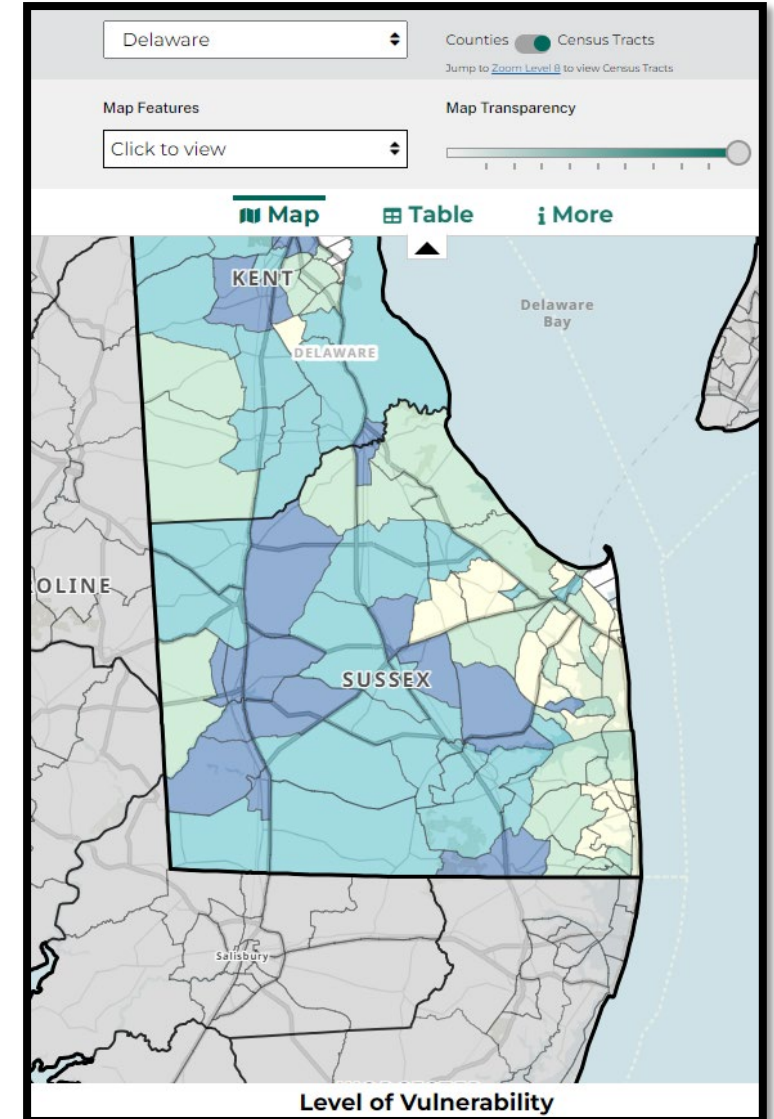 Delaware
Counties Census Tracts
Jump to Zoom Level 8 to view Census Tracts
Map Features
Map Transparency
Click to view
Map
Table
i More
KENT
Delaware
Bay
DELAWARE
OLINE
SUSSEX
Salisbury
Level of Vulnerability